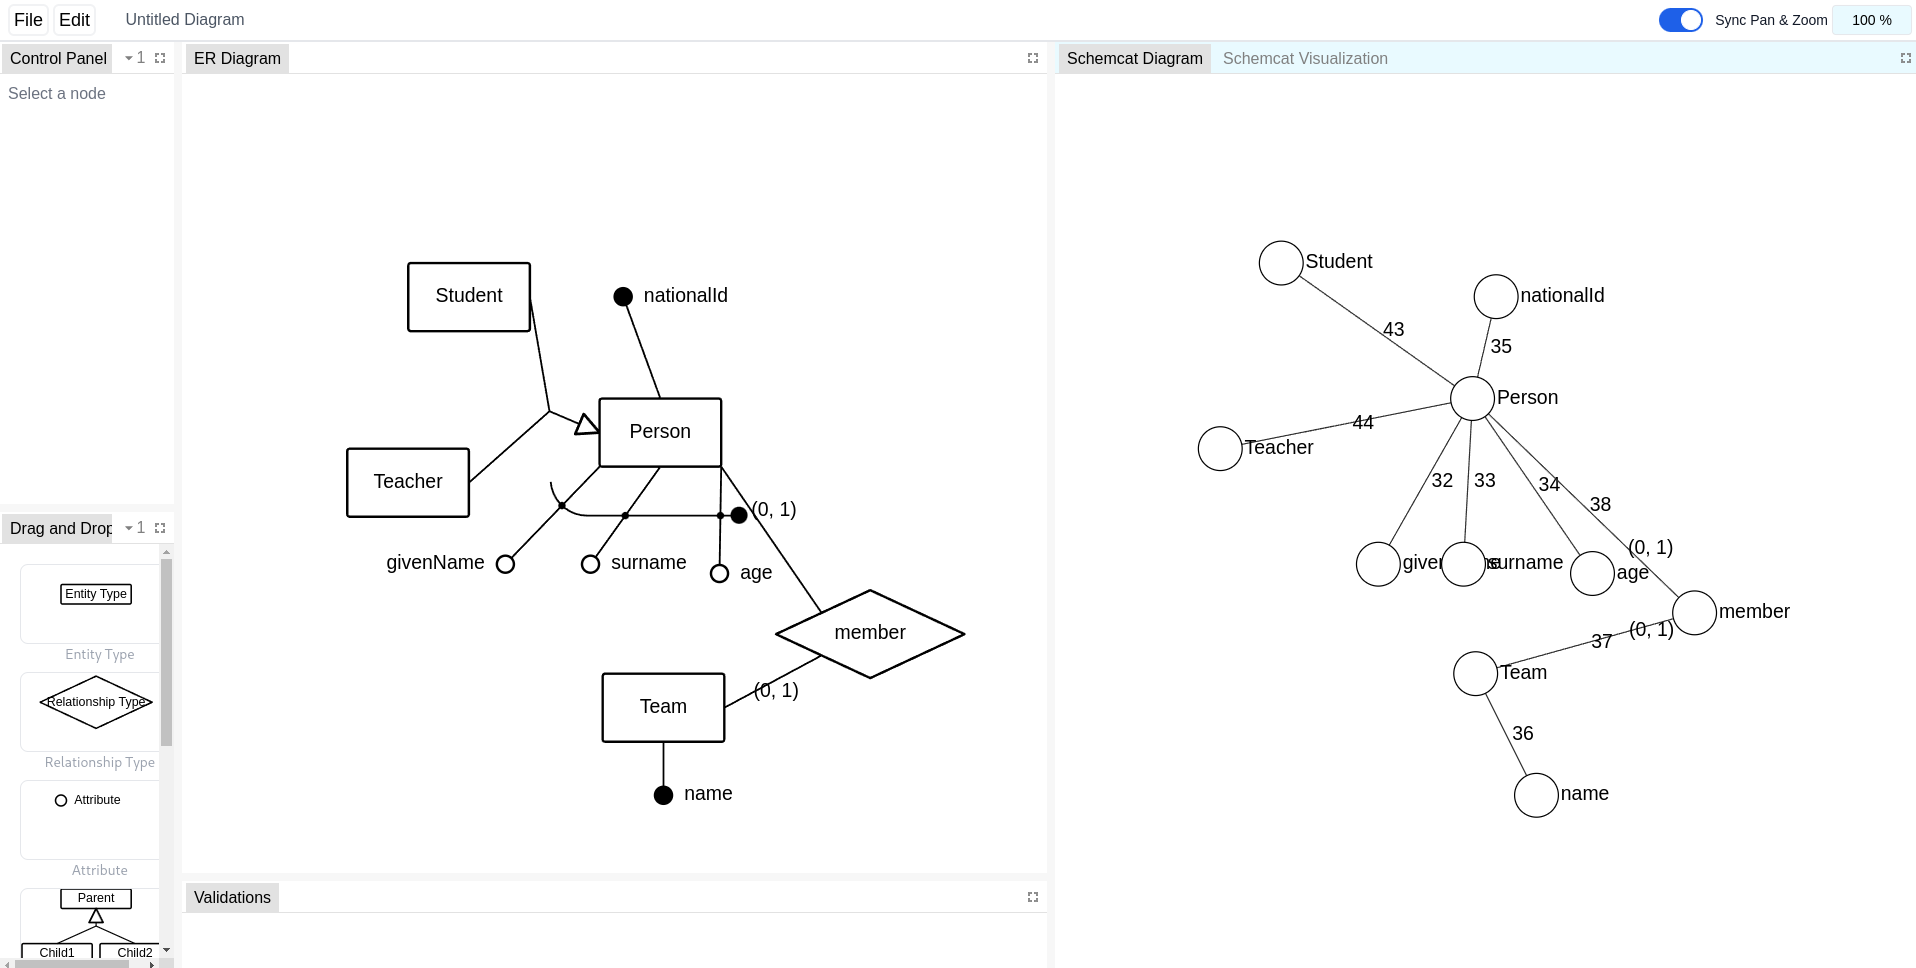 File Edit Untitled Diagram Sync Pan & Zoom 100 %
Control Panel 1
Select a node
Drag and Drop 1
Entity Type
Entity Type
Relationship Type
Relationship Type
Attribute
Attribute
Parent
Child1 Child2
ER Diagram
Student
nationalId
Person
Teacher
(0, 1)
givenName
surname
age
member
(0, 1)
Team
name
Validations
Schemcat Diagram Schemcat Visualization
Student
nationalId
43
35
Person
44
Teacher
32
33
34
38
(0, 1)
surname
age
member
(0, 1)
37
Team
36
name